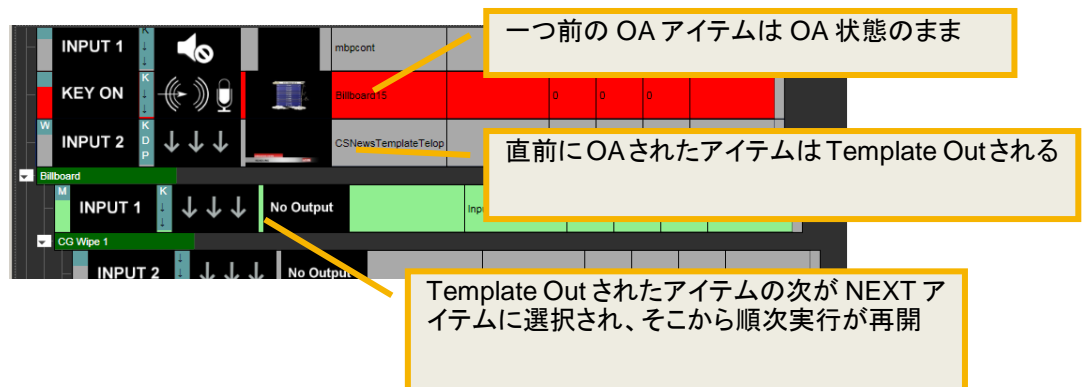 一つ前の OA アイテムは OA 状態のまま
INPUT 1 K ↓ ↓ mbpcont
KEY ON K ↓ ↓ Billboard15 0 0 0
W INPUT 2 K D P ↓ ↓ ↓ CSNewsTemplateTelop
直前にOAされたアイテムはTemplate Outされる
Billboard
M INPUT 1 K ↓ ↓ ↓ ↓ ↓ No Output
CG Wipe 1
INPUT 2 ↓ ↓ ↓ ↓ No Output
Template Out されたアイテムの次が NEXT ア
イテムに選択され、そこから順次実行が再開